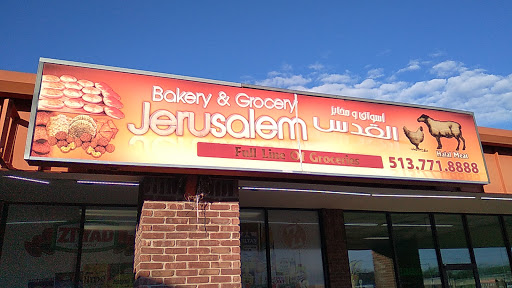 Bakery & Grocery
Jerusalem
أسواق و مخابز
القدس
Full Line Of Groceries
Halal Meat
513.771.8888